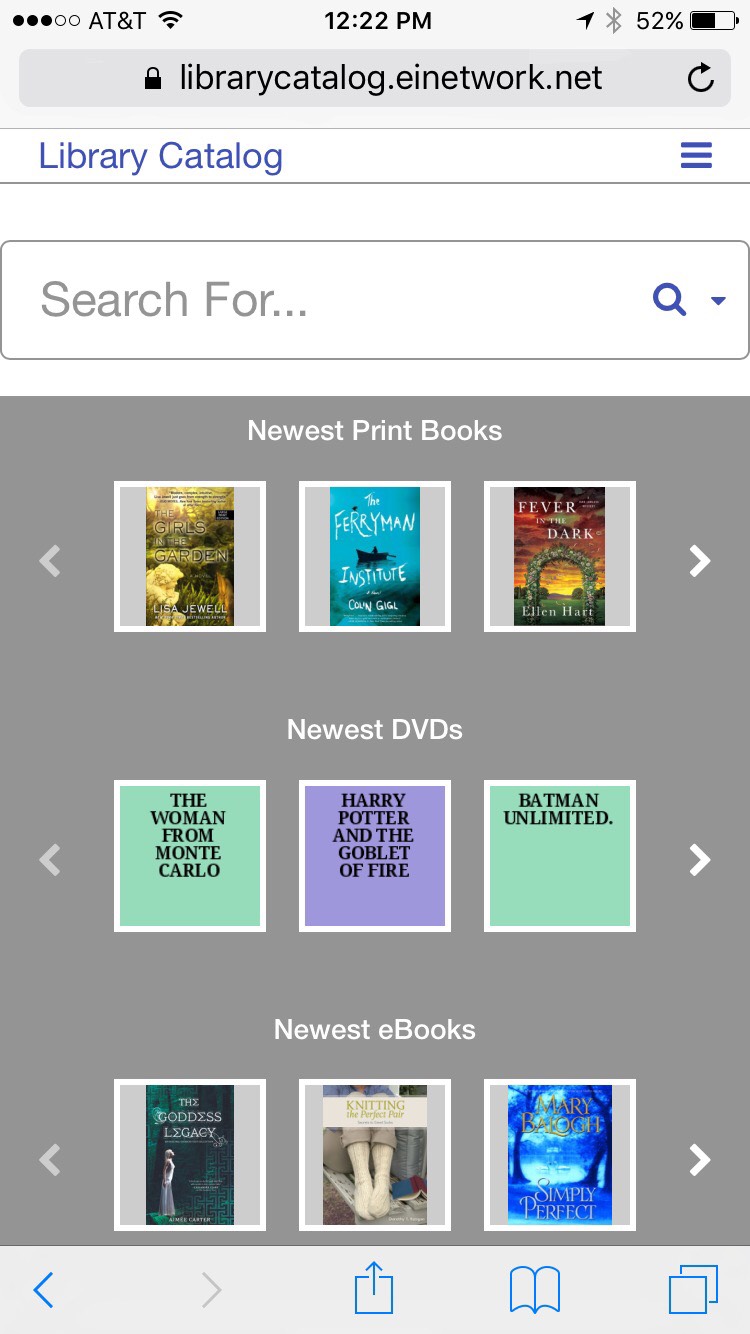 AT&T 12:22 PM 52%
librarycatalog.einetwork.net
Library Catalog
Search For...
Newest Print Books
THE
GIRLS
IN THE
GARDEN
A NOVEL
LISA JEWELL
The
FERRYMAN
INSTITUTE
A Novel
COLIN GIGL
FEVER
IN THE
DARK
Ellen Hart
Newest DVDs
THE
WOMAN
FROM
MONTE
CARLO
HARRY
POTTER
AND THE
GOBLET
OF FIRE
BATMAN
UNLIMITED.
Newest eBooks
THE
GODDESS
LEGACY
AIMÉE CARTER
KNITTING
the Perfect Pair
MARY
BALOGH
SIMPLY
PERFECT